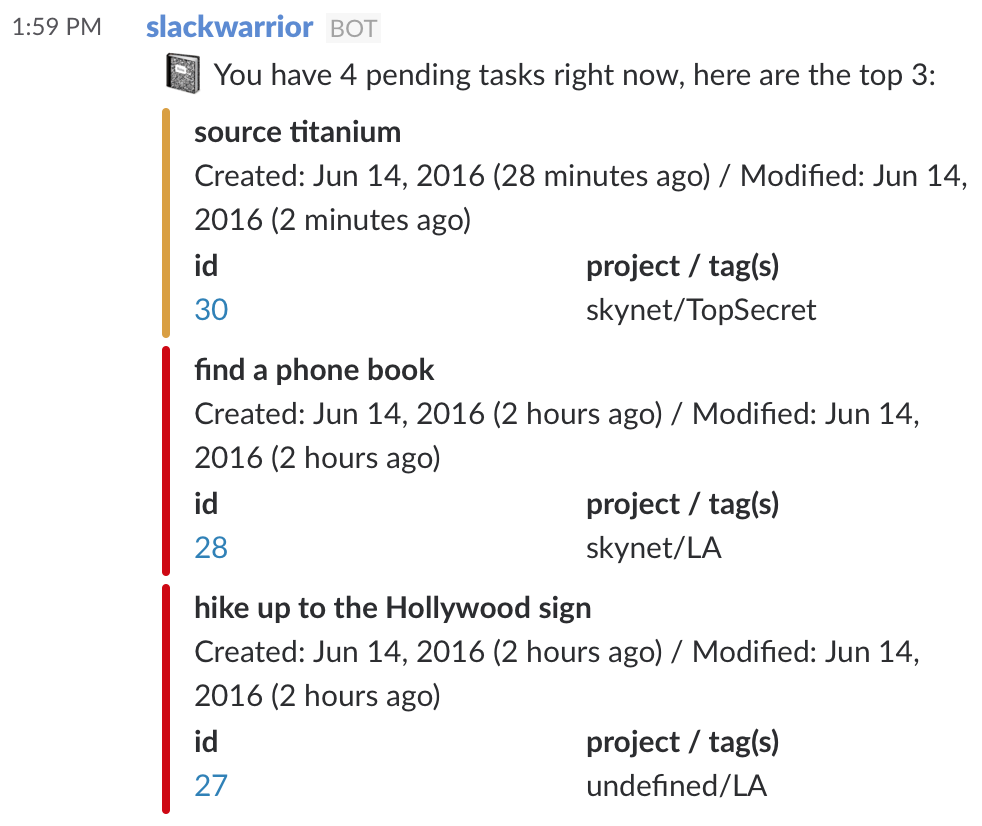 1:59 PM slackwarrior BOT
You have 4 pending tasks right now, here are the top 3:
source titanium
Created: Jun 14, 2016 (28 minutes ago) / Modified: Jun 14,
2016 (2 minutes ago)
id project / tag(s)
30 skynet/TopSecret
find a phone book
Created: Jun 14, 2016 (2 hours ago) / Modified: Jun 14,
2016 (2 hours ago)
id project / tag(s)
28 skynet/LA
hike up to the Hollywood sign
Created: Jun 14, 2016 (2 hours ago) / Modified: Jun 14,
2016 (2 hours ago)
id project / tag(s)
27 undefined/LA